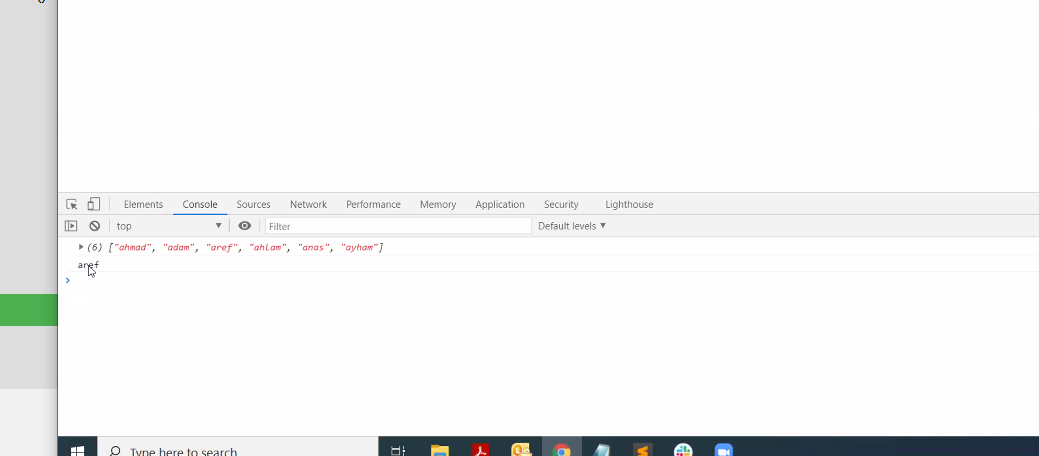 Elements Console Sources Network Performance Memory Application Security Lighthouse
top Filter Default levels
(6) ["ahmad", "adam", "aref", "ahlam", "anas", "ayham"]
aref
Type here to search